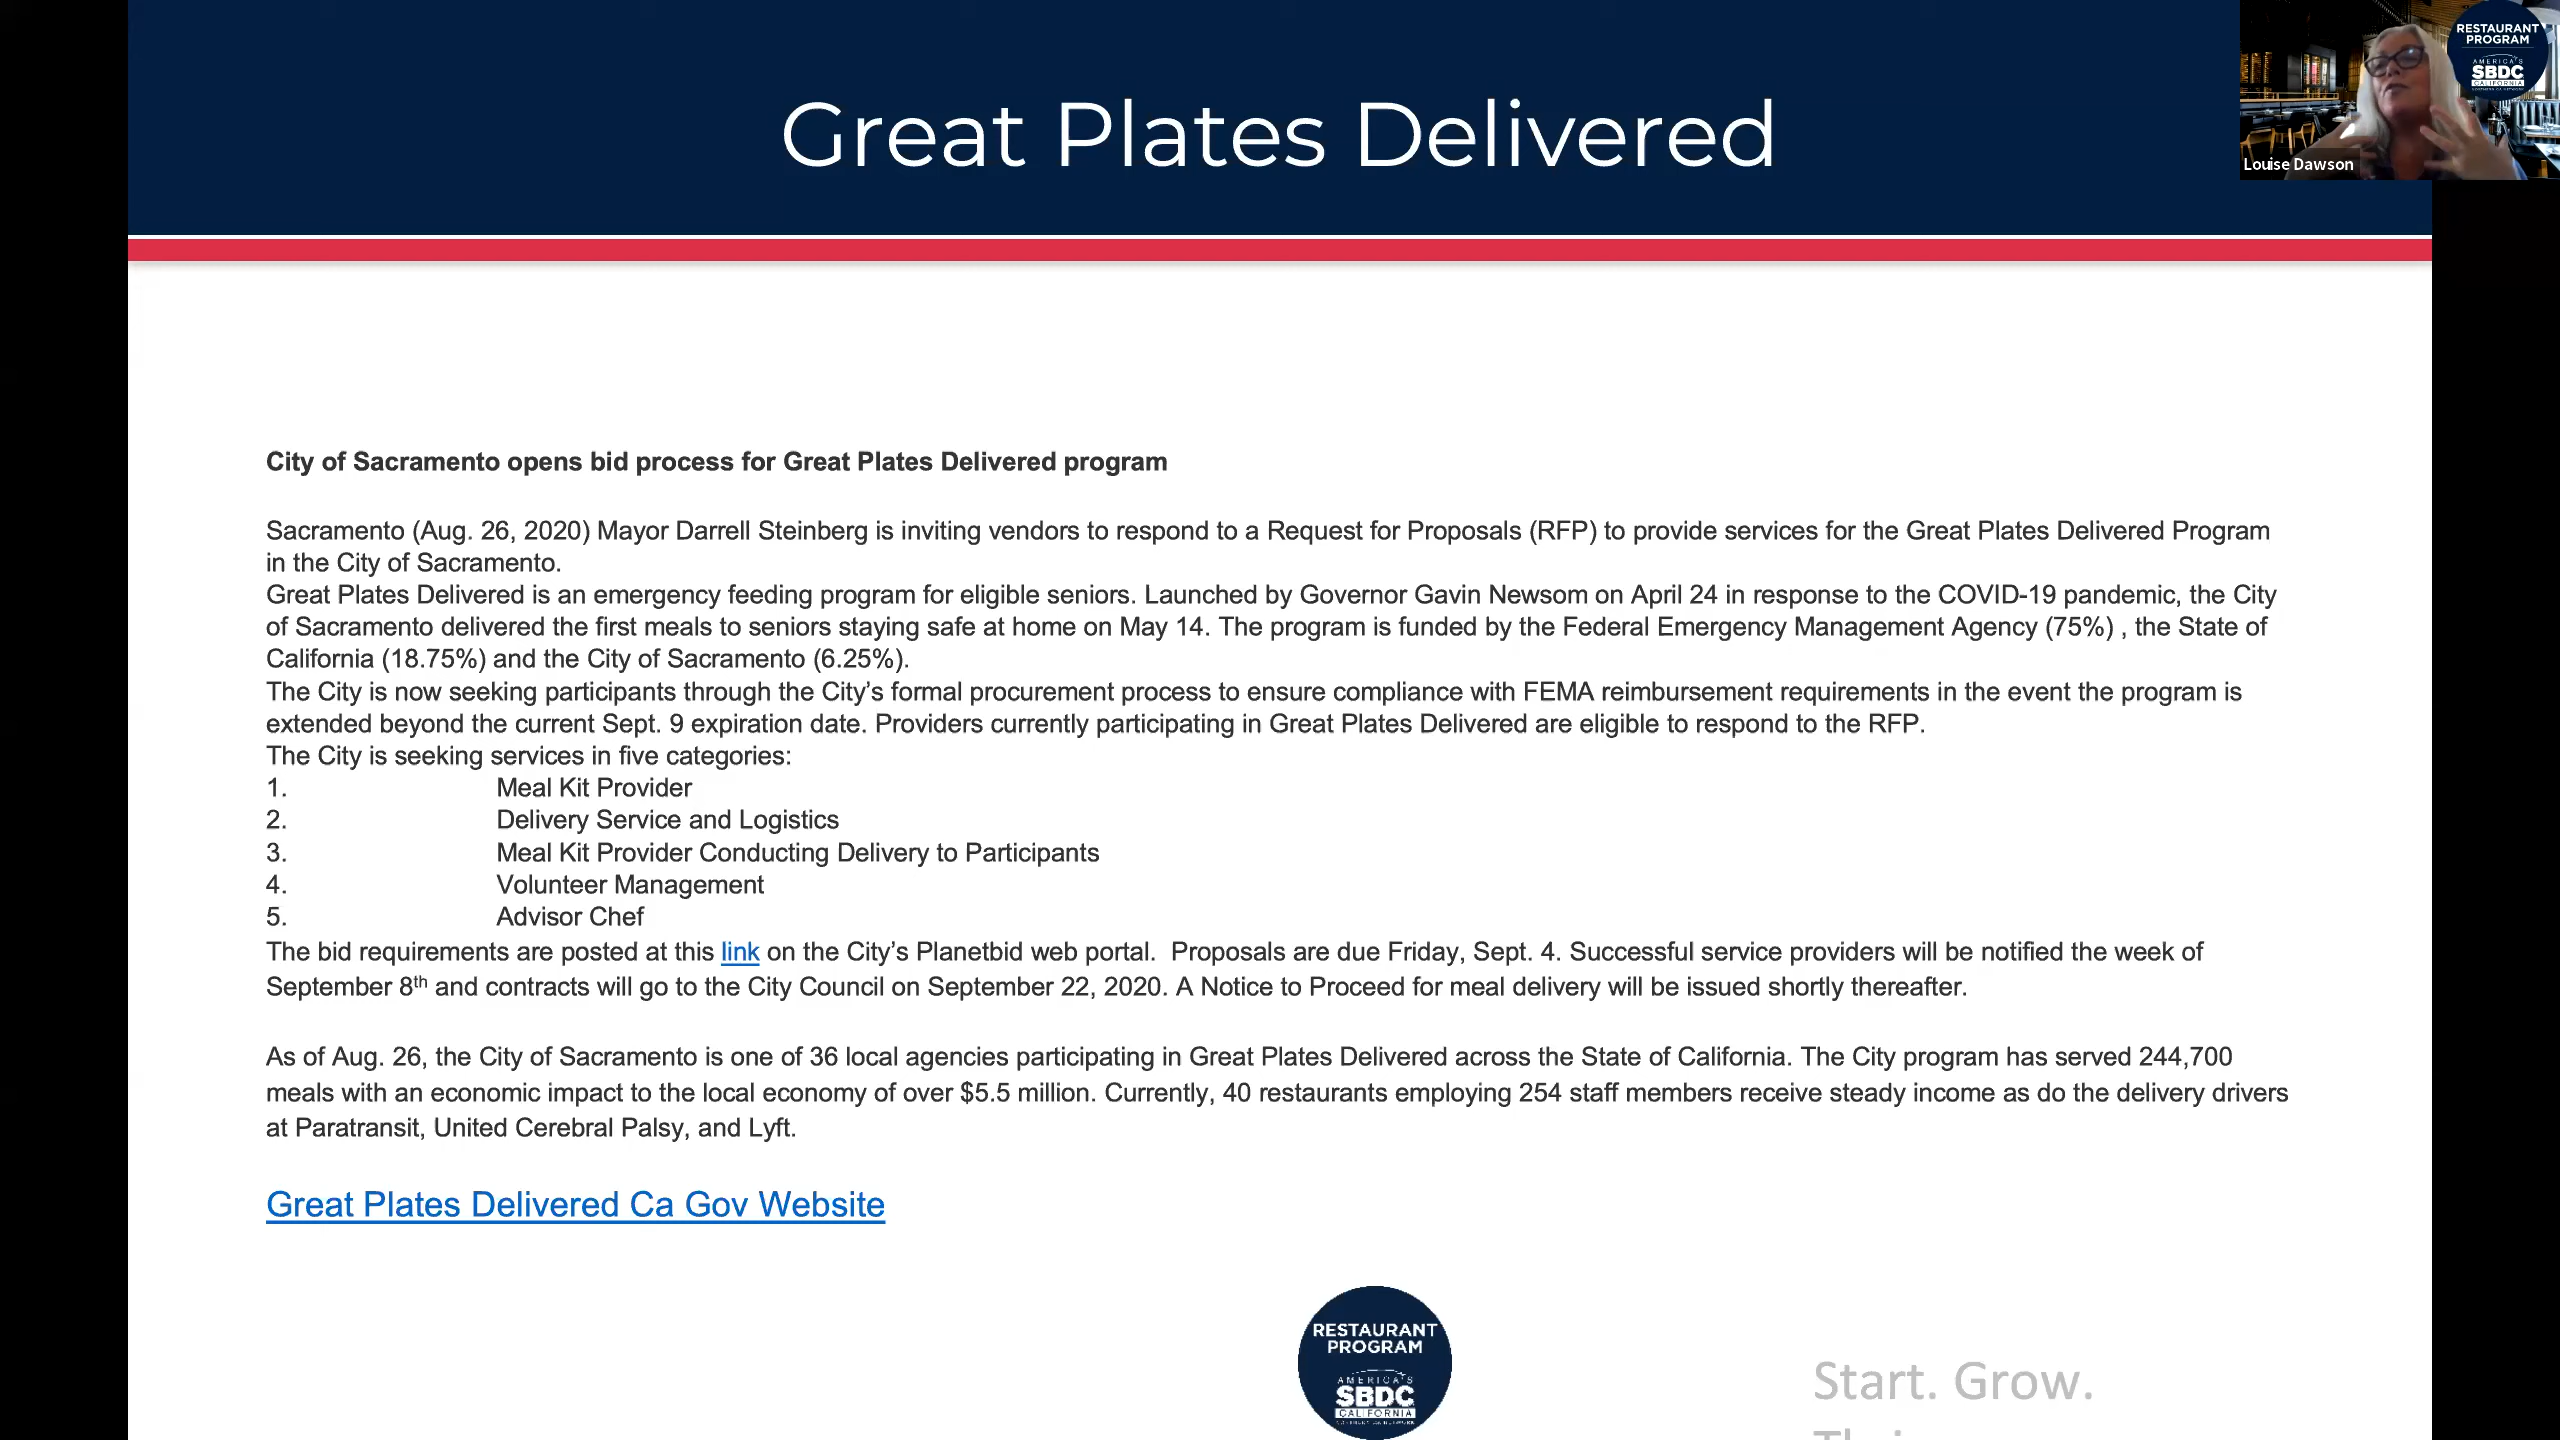 Great Plates Delivered
RESTAURANT
PROGRAM
AMERICA'S
SBDC
CALIFORNIA
Louise Dawson
City of Sacramento opens bid process for Great Plates Delivered program
Sacramento (Aug. 26, 2020) Mayor Darrell Steinberg is inviting vendors to respond to a Request for Proposals (RFP) to provide services for the Great Plates Delivered Program
in the City of Sacramento.
Great Plates Delivered is an emergency feeding program for eligible seniors. Launched by Governor Gavin Newsom on April 24 in response to the COVID-19 pandemic, the City
of Sacramento delivered the first meals to seniors staying safe at home on May 14. The program is funded by the Federal Emergency Management Agency (75%) , the State of
California (18.75%) and the City of Sacramento (6.25%).
The City is now seeking participants through the City’s formal procurement process to ensure compliance with FEMA reimbursement requirements in the event the program is
extended beyond the current Sept. 9 expiration date. Providers currently participating in Great Plates Delivered are eligible to respond to the RFP.
The City is seeking services in five categories:
1. Meal Kit Provider
2. Delivery Service and Logistics
3. Meal Kit Provider Conducting Delivery to Participants
4. Volunteer Management
5. Advisor Chef
The bid requirements are posted at this link on the City’s Planetbid web portal.  Proposals are due Friday, Sept. 4. Successful service providers will be notified the week of
September 8th and contracts will go to the City Council on September 22, 2020. A Notice to Proceed for meal delivery will be issued shortly thereafter.
As of Aug. 26, the City of Sacramento is one of 36 local agencies participating in Great Plates Delivered across the State of California. The City program has served 244,700
meals with an economic impact to the local economy of over $5.5 million. Currently, 40 restaurants employing 254 staff members receive steady income as do the delivery drivers
at Paratransit, United Cerebral Palsy, and Lyft.
Great Plates Delivered Ca Gov Website
RESTAURANT
PROGRAM
AMERICA'S
SBDC
CALIFORNIA
Start. Grow.